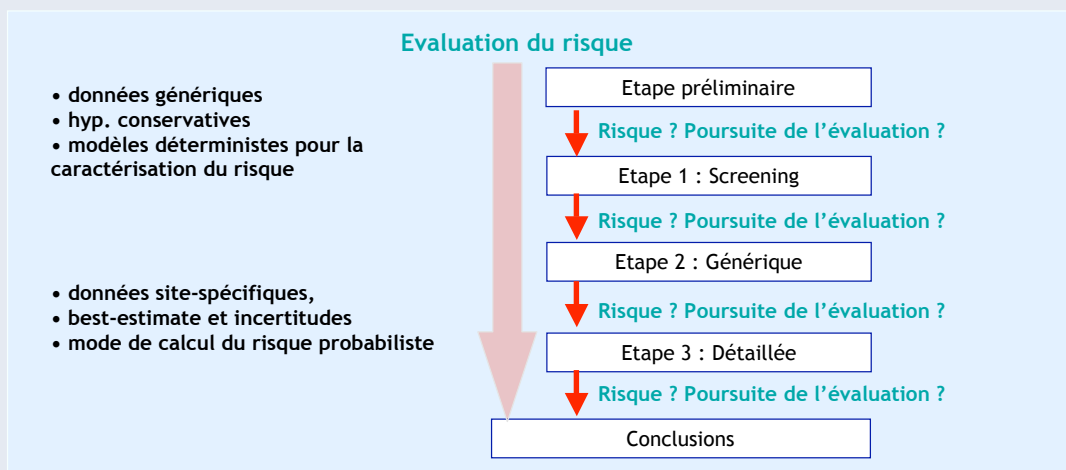 Evaluation du risque
• données génériques
• hyp. conservatives
• modèles déterministes pour la
caractérisation du risque
• données site-spécifiques,
• best-estimate et incertitudes
• mode de calcul du risque probabiliste
Etape préliminaire
Risque ? Poursuite de l’évaluation ?
Etape 1 : Screening
Risque ? Poursuite de l’évaluation ?
Etape 2 : Générique
Risque ? Poursuite de l’évaluation ?
Etape 3 : Détaillée
Risque ? Poursuite de l’évaluation ?
Conclusions